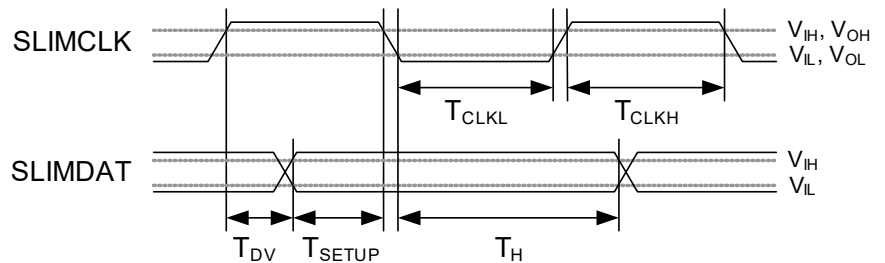 SLIMCLK
V_IH, V_OH
V_IL, V_OL
T_CLKL
T_CLKH
SLIMDAT
V_IH
V_IL
T_DV
T_SETUP
T_H